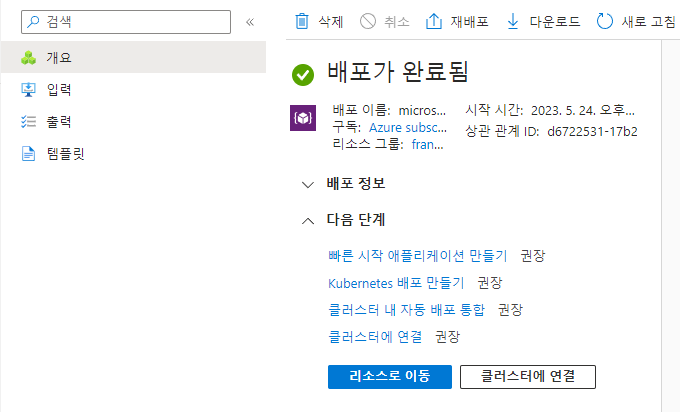 검색
개요
입력
출력
템플릿
삭제 취소 재배포 다운로드 새로 고침
배포가 완료됨
배포 이름: micros... 시작 시간: 2023. 5. 24. 오후...
구독: Azure subsc... 상관 관계 ID: d6722531-17b2
리소스 그룹: fran...
배포 정보
다음 단계
빠른 시작 애플리케이션 만들기 권장
Kubernetes 배포 만들기 권장
클러스터 내 자동 배포 통합 권장
클러스터에 연결 권장
리소스로 이동 클러스터에 연결